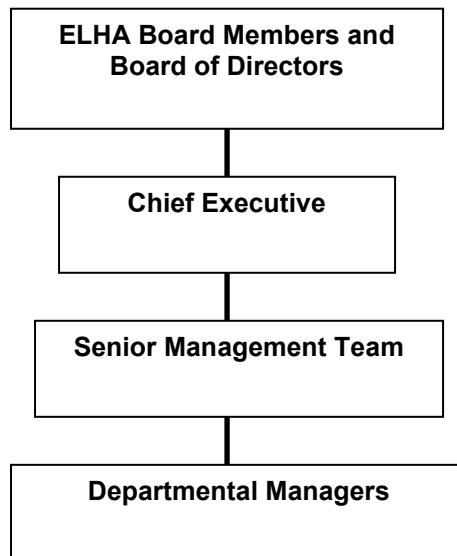 ELHA Board Members and
Board of Directors
Chief Executive
Senior Management Team
Departmental Managers